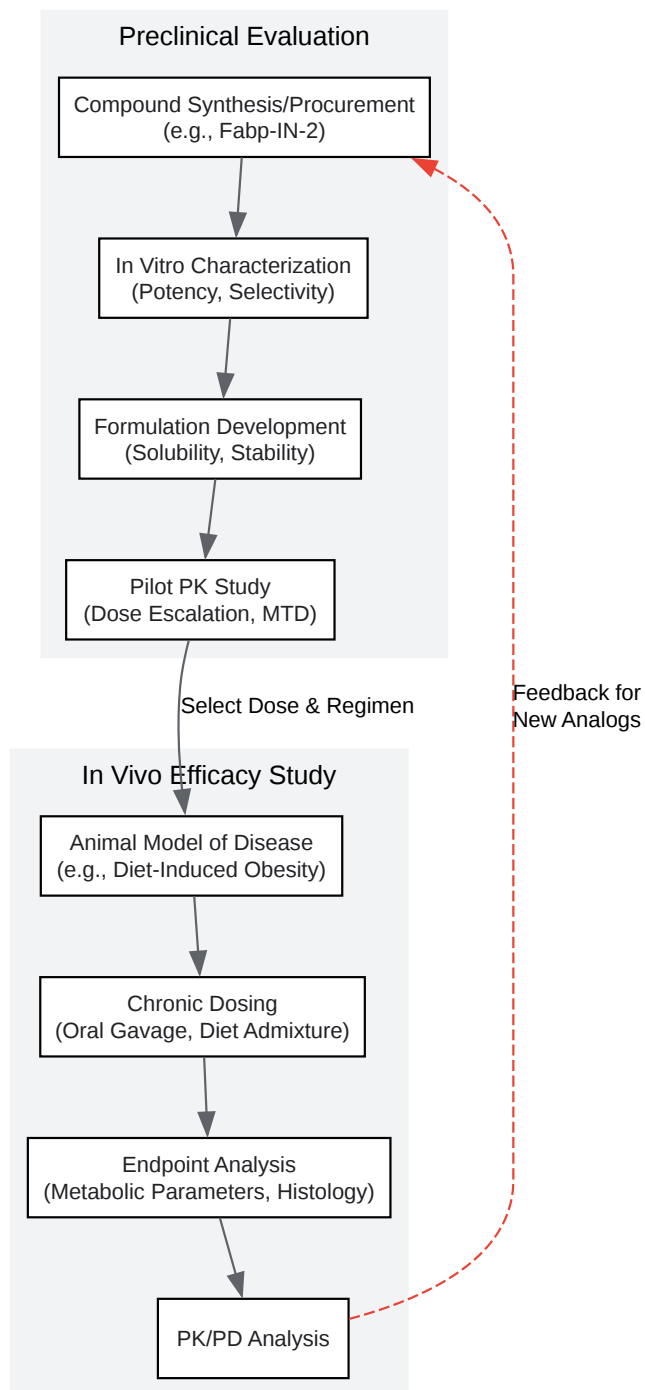 Preclinical Evaluation
Compound Synthesis/Procurement
(e.g., Fabp-IN-2)
In Vitro Characterization
(Potency, Selectivity)
Formulation Development
(Solubility, Stability)
Pilot PK Study
(Dose Escalation, MTD)
Select Dose & Regimen
Feedback for
New Analogs
In Vivo Efficacy Study
Animal Model of Disease
(e.g., Diet-Induced Obesity)
Chronic Dosing
(Oral Gavage, Diet Admixture)
Endpoint Analysis
(Metabolic Parameters, Histology)
PK/PD Analysis